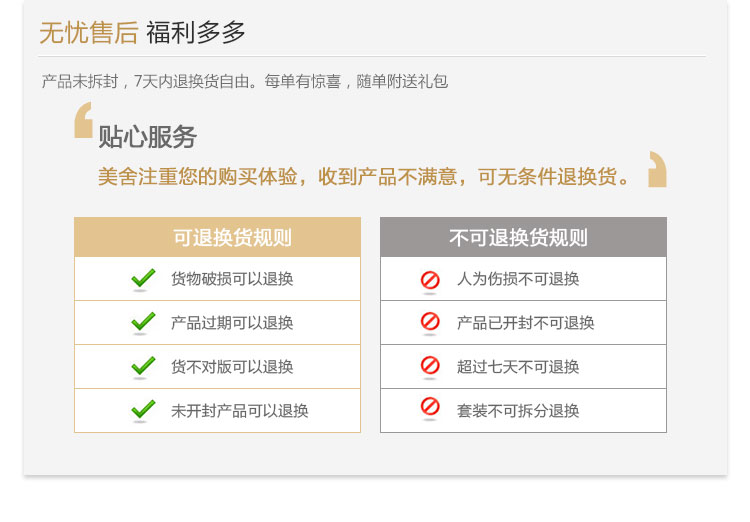 无忧售后 福利多多
产品未拆封，7天内退换货自由。每单有惊喜，随单附送礼包
贴心服务
美舍注重您的购买体验，收到产品不满意，可无条件退换货。
可退换货规则
货物破损可以退换
产品过期可以退换
货不对版可以退换
未开封产品可以退换
不可退换货规则
人为伤损不可退换
产品已开封不可退换
超过七天不可退换
套装不可拆分退换